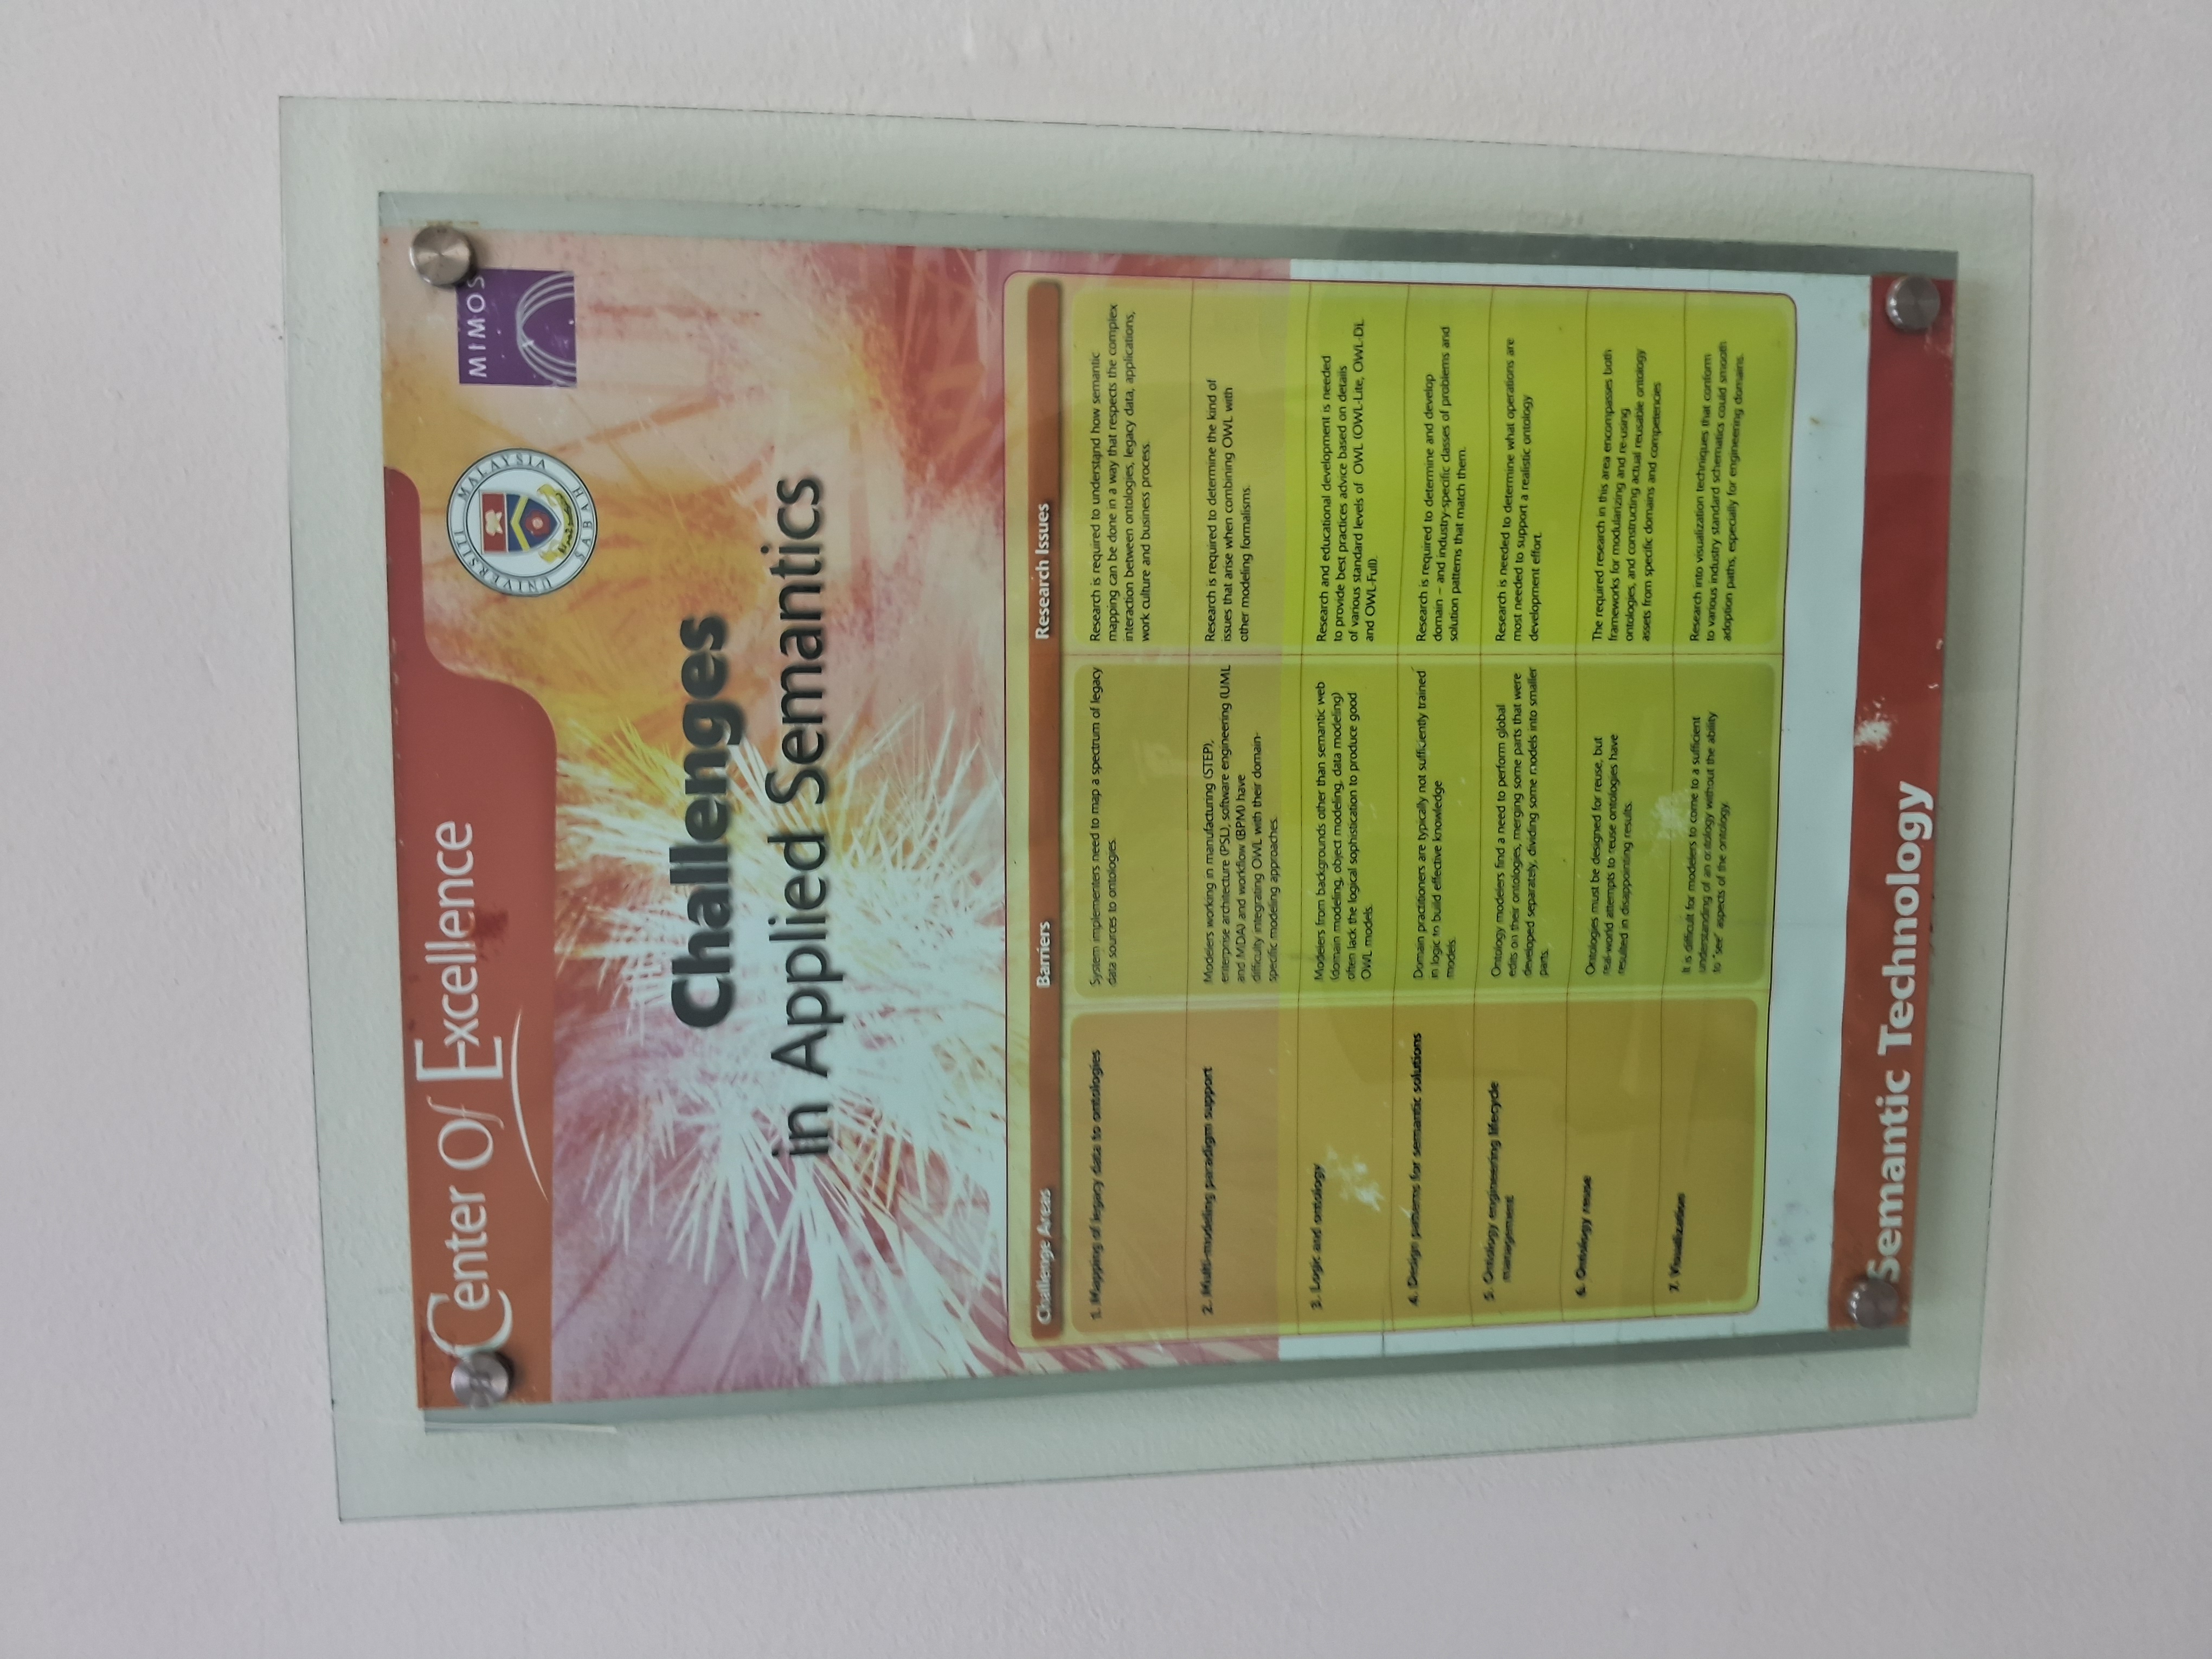 Center Of Excellence
UNIVERSITI MALAYSIA
SABAH
MIMOS
Challenges
in Applied Semantics
Challenge Areas
Barriers
Research Issues
1. Mapping of legacy data to ontologies
System implementers need to map a spectrum of legacy
data sources to ontologies.
Research is required to understand how semantic
mapping can be done in a way that respects the complex
interaction between ontologies, legacy data, applications,
work culture and business process.
2. Multi-modeling paradigm support
Modelers working in manufacturing (STEP),
enterprise architecture (PSL), software engineering (UML
and MDA) and workflow (BPM) have
difficulty integrating OWL with their domain-
specific modeling approaches.
Research is required to determine the kind of
issues that arise when combining OWL with
other modeling formalisms.
3. Logic and ontology
Modelers from backgrounds other than semantic web
(domain modeling, object modeling, data modeling)
often lack the logical sophistication to produce good
OWL models.
Research and educational development is needed
to provide best practices advice based on details
of various standard levels of OWL (OWL-Lite, OWL-DL
and OWL-Full).
4. Design patterns for semantic solutions
Domain practitioners are typically not sufficiently trained
in logic to build effective knowledge
models.
Research is required to determine and develop
domain – and industry-specific classes of problems and
solution patterns that match them.
5. Ontology engineering lifecycle
management
Ontology modelers find a need to perform global
edits on their ontologies, merging some parts that were
developed separately, dividing some models into smaller
parts.
Research is needed to determine what operations are
most needed to support a realistic ontology
development effort.
6. Ontology reuse
Ontologies must be designed for reuse, but
real-world attempts to reuse ontologies have
resulted in disappointing results.
The required research in this area encompasses both
frameworks for modularizing and re-using
ontologies, and constructing actual reusable ontology
assets from specific domains and competencies
7. Visualization
It is difficult for modelers to come to a sufficient
understanding of an ontology without the ability
to "see" aspects of the ontology.
Research into visualization techniques that conform
to various industry standard schematics could smooth
adoption paths, especially for engineering domains.
Semantic Technology